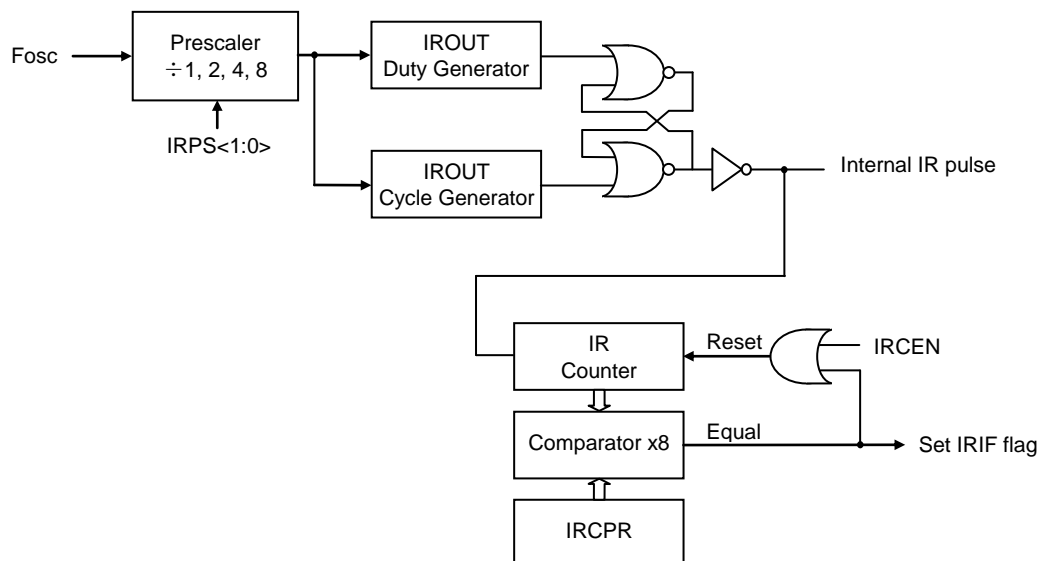 Fosc
Prescaler
÷1, 2, 4, 8
IRPS<1:0>
IROUT
Duty Generator
IROUT
Cycle Generator
Internal IR pulse
IR
Counter
Reset
IRCEN
Comparator x8
Equal
Set IRIF flag
IRCPR